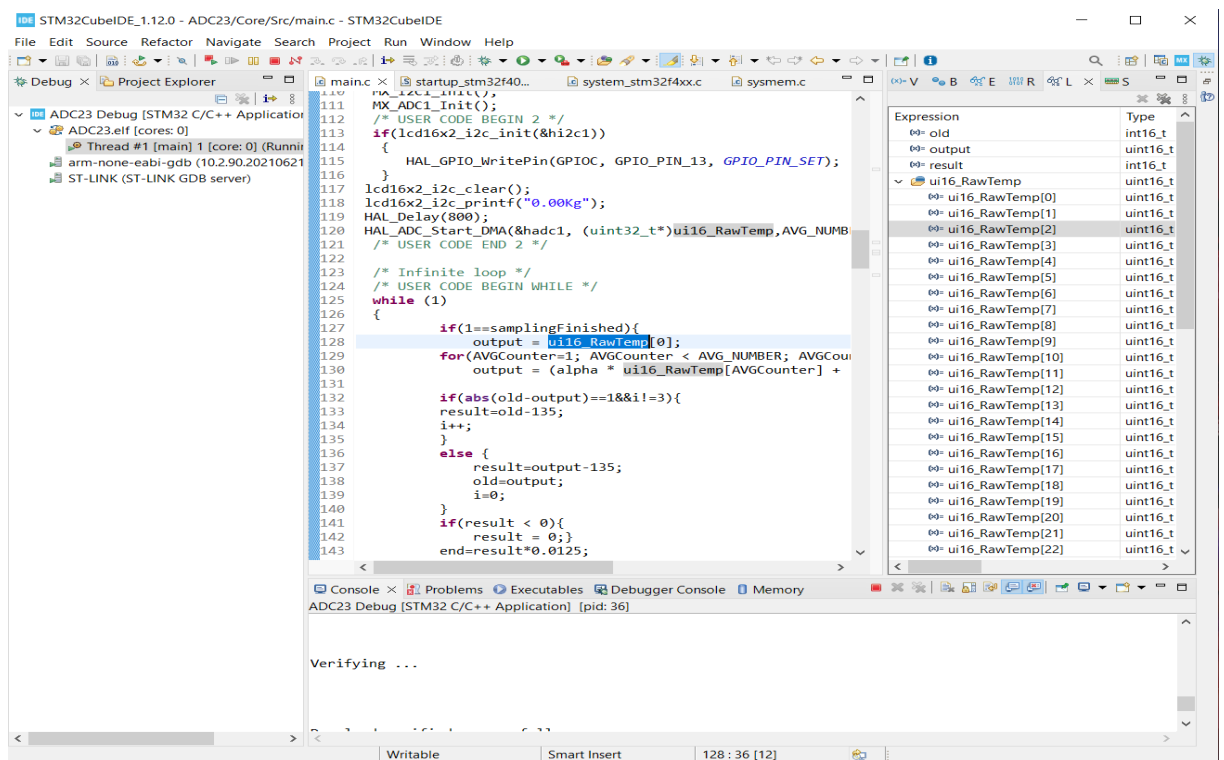 STM32CubeIDE_1.12.0 - ADC23/Core/Src/main.c - STM32CubeIDE
File Edit Source Refactor Navigate Search Project Run Window Help
Debug Project Explorer
ADC23 Debug [STM32 C/C++ Application
ADC23.elf [cores: 0]
Thread #1 [main] 1 [core: 0] (Runnin
arm-none-eabi-gdb (10.2.90.20210621
ST-LINK (ST-LINK GDB server)
main.c startup_stm32f40... system_stm32f4xx.c sysmem.c
110 MX_I2C1_Init();
111 MX_ADC1_Init();
112 /* USER CODE BEGIN 2 */
113 if(lcd16x2_i2c_init(&hi2c1))
114 {
115 HAL_GPIO_WritePin(GPIOC, GPIO_PIN_13, GPIO_PIN_SET);
116 }
117 lcd16x2_i2c_clear();
118 lcd16x2_i2c_printf("0.00Kg");
119 HAL_Delay(800);
120 HAL_ADC_Start_DMA(&hadc1, (uint32_t*)ui16_RawTemp,AVG_NUMB
121 /* USER CODE END 2 */
122
123 /* Infinite loop */
124 /* USER CODE BEGIN WHILE */
125 while (1)
126 {
127 if(1==samplingFinished){
128 output = ui16_RawTemp[0];
129 for(AVGCounter=1; AVGCounter < AVG_NUMBER; AVGCou
130 output = (alpha * ui16_RawTemp[AVGCounter] +
131
132 if(abs(old-output)==1&&i!=3){
133 result=old-135;
134 i++;
135 }
136 else {
137 result=output-135;
138 old=output;
139 i=0;
140 }
141 if(result < 0){
142 result = 0;}
143 end=result*0.0125;
V B E R L S
Expression Type
old int16_t
output uint16_t
result int16_t
ui16_RawTemp uint16_t
ui16_RawTemp[0] uint16_t
ui16_RawTemp[1] uint16_t
ui16_RawTemp[2] uint16_t
ui16_RawTemp[3] uint16_t
ui16_RawTemp[4] uint16_t
ui16_RawTemp[5] uint16_t
ui16_RawTemp[6] uint16_t
ui16_RawTemp[7] uint16_t
ui16_RawTemp[8] uint16_t
ui16_RawTemp[9] uint16_t
ui16_RawTemp[10] uint16_t
ui16_RawTemp[11] uint16_t
ui16_RawTemp[12] uint16_t
ui16_RawTemp[13] uint16_t
ui16_RawTemp[14] uint16_t
ui16_RawTemp[15] uint16_t
ui16_RawTemp[16] uint16_t
ui16_RawTemp[17] uint16_t
ui16_RawTemp[18] uint16_t
ui16_RawTemp[19] uint16_t
ui16_RawTemp[20] uint16_t
ui16_RawTemp[21] uint16_t
ui16_RawTemp[22] uint16_t
Console Problems Executables Debugger Console Memory
ADC23 Debug [STM32 C/C++ Application] [pid: 36]
Verifying ...
Writable Smart Insert 128 : 36 [12]